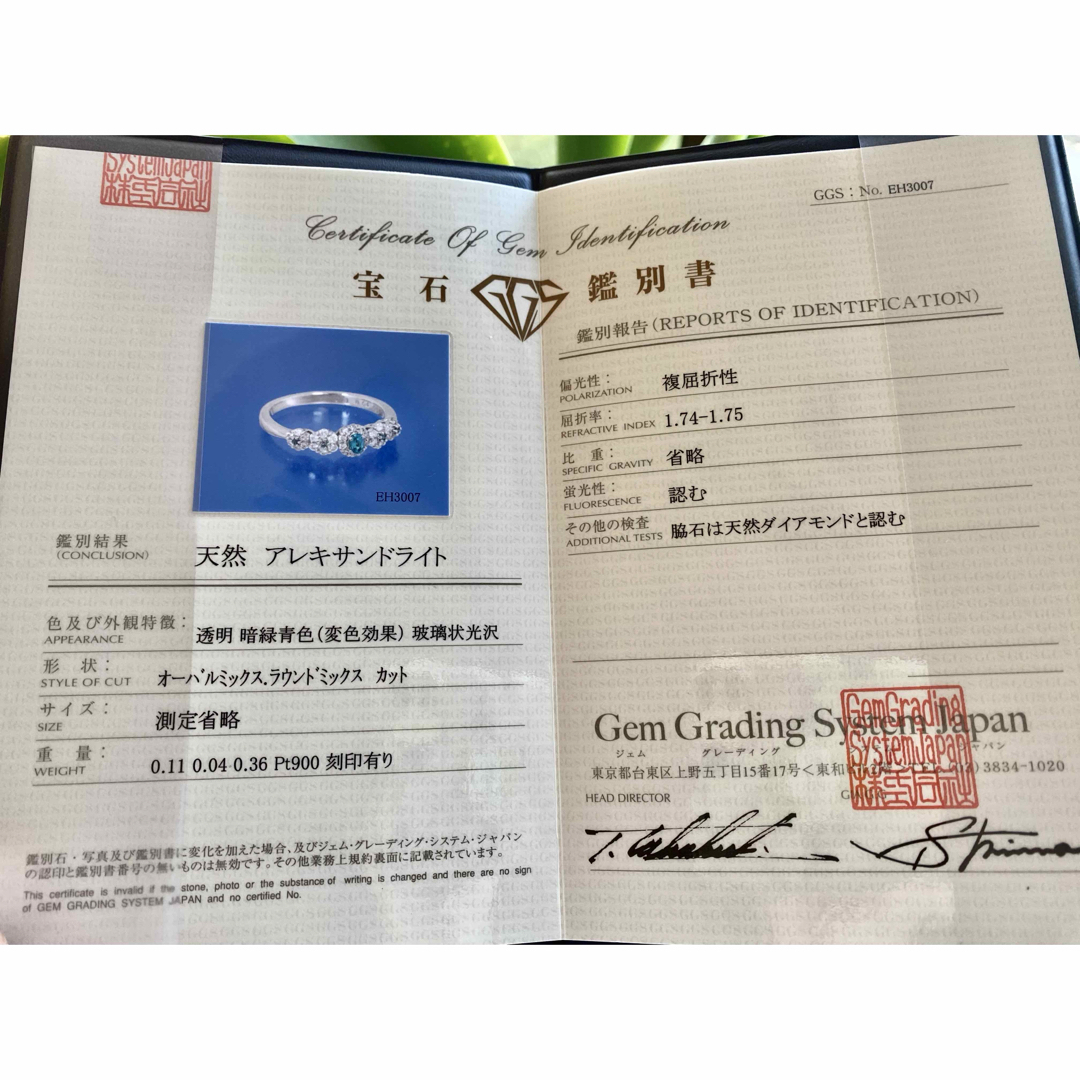 SystemJapan
Certificate Of Gem Identification
宝石 GGS 鑑別書
EH3007
鑑別結果
(CONCLUSION)
天然 アレキサンドライト
色及び外観特徴:
APPEARANCE
透明 暗緑青色(変色効果) 玻璃状光沢
形 状:
STYLE OF CUT
オーバルミックス.ラウンドミックス カット
サイズ:
SIZE
測定省略
重 量:
WEIGHT
0.11 0.04 0.36 Pt900 刻印有り
鑑別石・写真及び鑑別書に変化を加えた場合、及びジェム・グレーディング・システム・ジャパン
の認印と鑑別書番号の無いものは無効です。その他業務上規約裏面に記載されています。
This certificate is invalid if the stone, photo or the substance of writing is changed and there are no sign
of GEM GRADING SYSTEM JAPAN and no certified No.
GGS : No. EH3007
鑑別報告(REPORTS OF IDENTIFICATION)
偏光性:
POLARIZATION
複屈折性
屈折率:
REFRACTIVE INDEX
1.74-1.75
比 重:
SPECIFIC GRAVITY
省略
蛍光性:
FLUORESCENCE
認む
その他の検査
ADDITIONAL TESTS
脇石は天然ダイアモンドと認む
Gem Grading System Japan
ジェム グレーディング ジャパン
東京都台東区上野五丁目15番17号<東和 3834-1020
HEAD DIRECTOR
GemGrading
SystemJapan